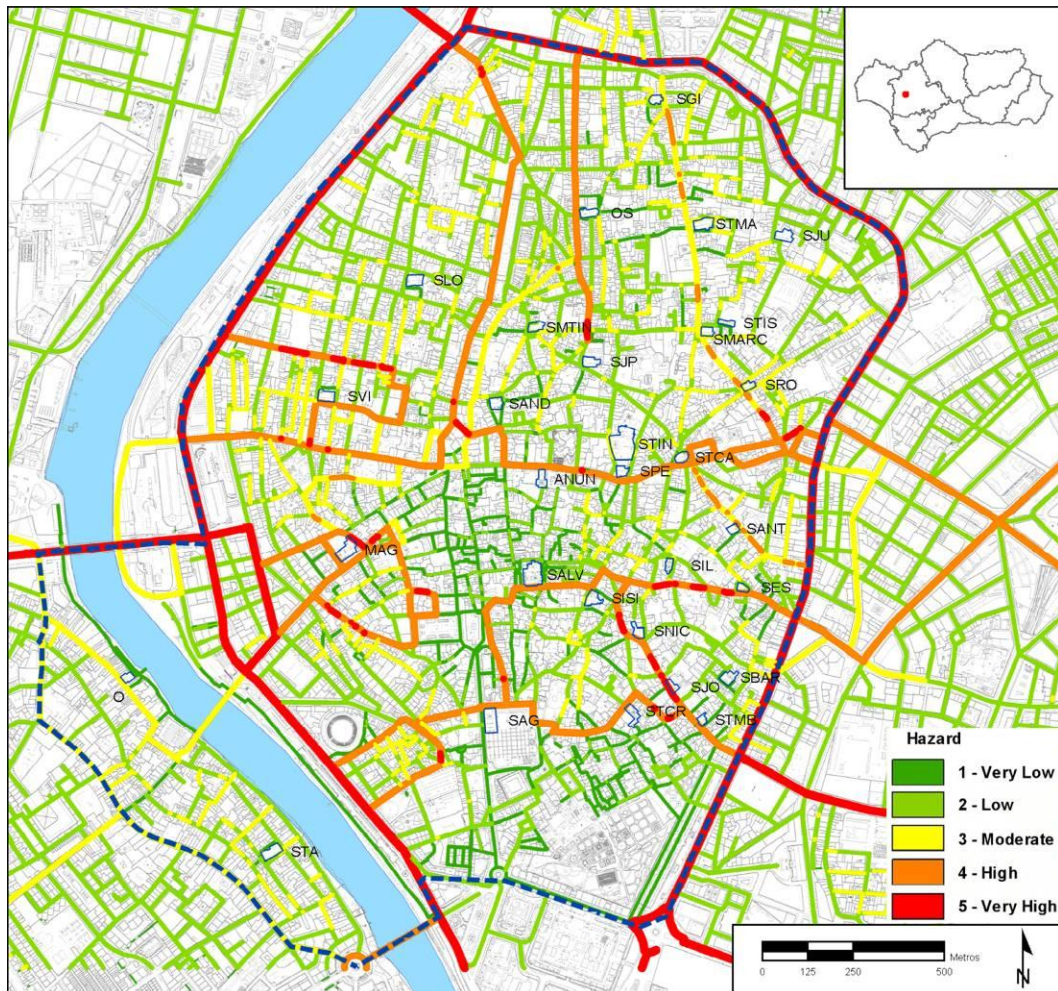 SGI
OS
STMA
SJU
SLO
STIS
SMTIN
SMARC
SJP
SRO
SVI
SAND
STIN
STCA
SPE
ANUN
SANT
MAG
SIL
SALV
SES
SISI
SNIC
SBAR
SJO
O
SAG
STCR
STMB
STA
Hazard
1 - Very Low
2 - Low
3 - Moderate
4 - High
5 - Very High
Metros
0 125 250 500
N